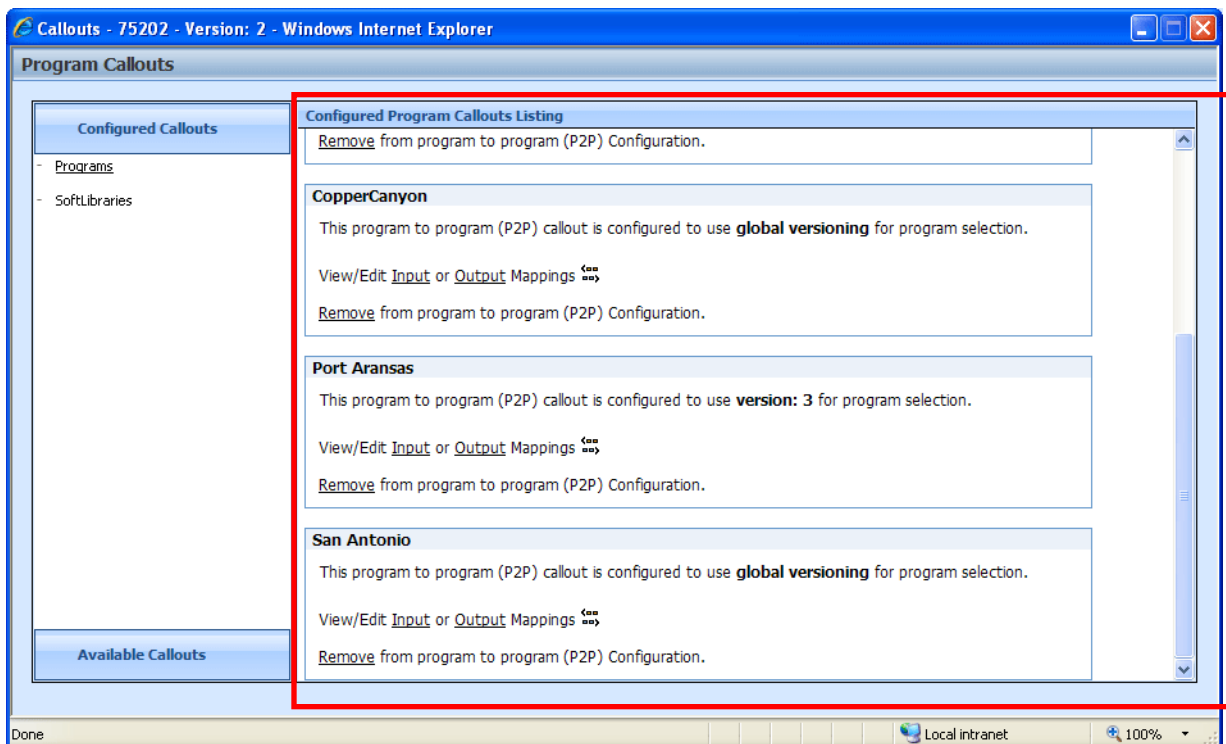 Callouts - 75202 - Version: 2 - Windows Internet Explorer
Program Callouts
Configured Callouts
- Programs
- SoftLibraries
Available Callouts
Configured Program Callouts Listing
Remove from program to program (P2P) Configuration.
CopperCanyon
This program to program (P2P) callout is configured to use global versioning for program selection.
View/Edit Input or Output Mappings
Remove from program to program (P2P) Configuration.
Port Aransas
This program to program (P2P) callout is configured to use version: 3 for program selection.
View/Edit Input or Output Mappings
Remove from program to program (P2P) Configuration.
San Antonio
This program to program (P2P) callout is configured to use global versioning for program selection.
View/Edit Input or Output Mappings
Remove from program to program (P2P) Configuration.
Done
Local intranet
100%